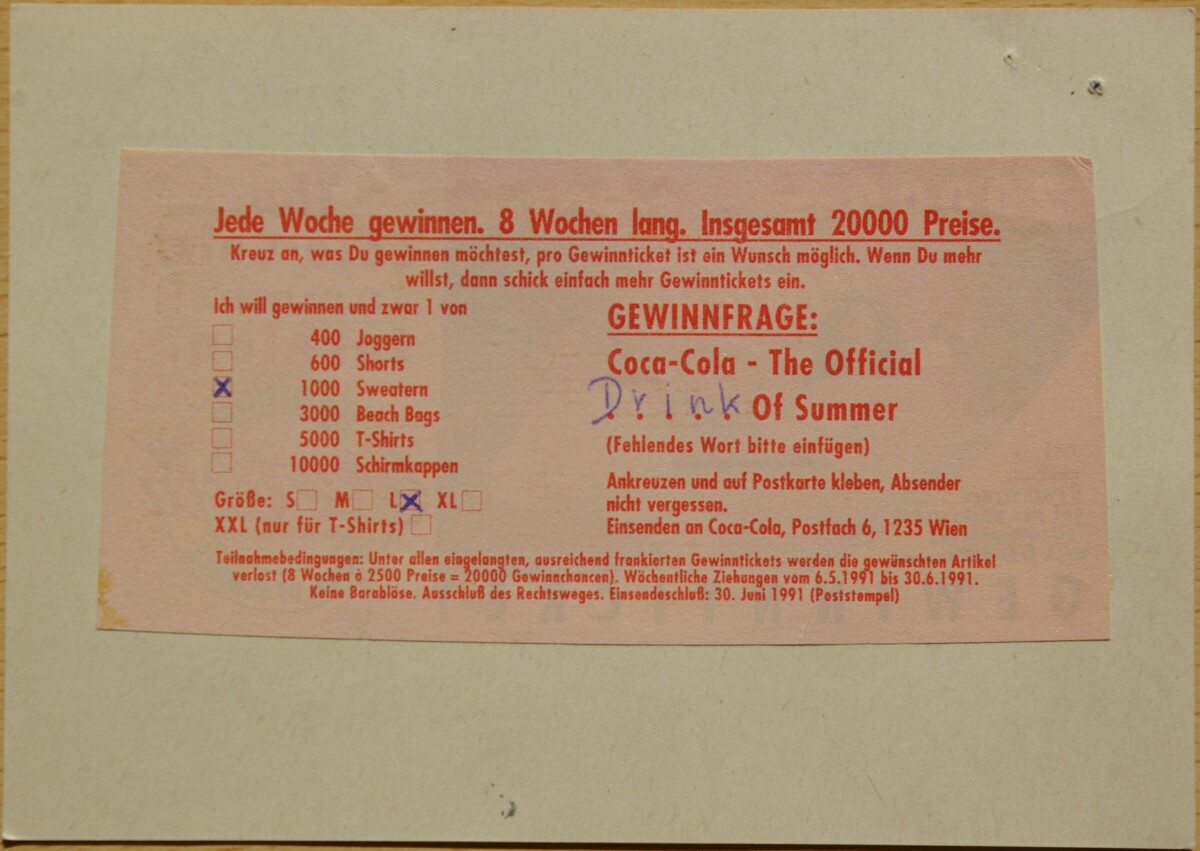 Jede Woche gewinnen. 8 Wochen lang. Insgesamt 20000 Preise.
Kreuz an, was Du gewinnen möchtest, pro Gewinnticket ist ein Wunsch möglich. Wenn Du mehr
willst, dann schick einfach mehr Gewinntickets ein.
Ich will gewinnen und zwar 1 von
400 Joggern
600 Shorts
X 1000 Sweatern
3000 Beach Bags
5000 T-Shirts
10000 Schirmkappen
Größe: S M L X XL
XXL (nur für T-Shirts)
GEWINNFRAGE:
Coca-Cola - The Official
Drink Of Summer
(Fehlendes Wort bitte einfügen)
Ankreuzen und auf Postkarte kleben, Absender
nicht vergessen.
Einsenden an Coca-Cola, Postfach 6, 1235 Wien
Teilnahmebedingungen: Unter allen eingelangten, ausreichend frankierten Gewinntickets werden die gewünschten Artikel
verlost (8 Wochen à 2500 Preise = 20000 Gewinnchancen). Wöchentliche Ziehungen vom 6.5.1991 bis 30.6.1991.
Keine Barablöse. Ausschluß des Rechtsweges. Einsendeschluß: 30. Juni 1991 (Poststempel)